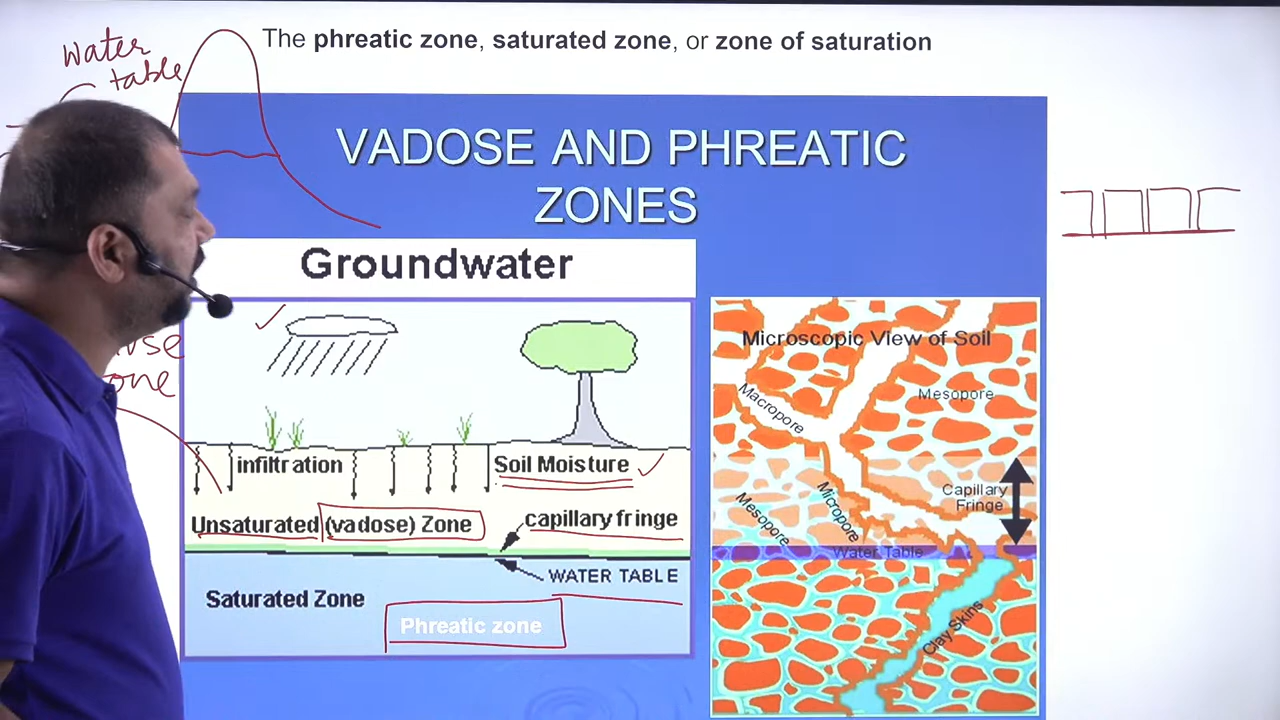 The phreatic zone, saturated zone, or zone of saturation
water
table
VADOSE AND PHREATIC
ZONES
Groundwater
infiltration
Soil Moisture
Unsaturated (vadose) Zone
capillary fringe
WATER TABLE
Saturated Zone
Phreatic zone
Microscopic View of Soil
Macropore
Mesopore
Capillary
Fringe
Mesopore
Micropore
Water Table
Clay Skins